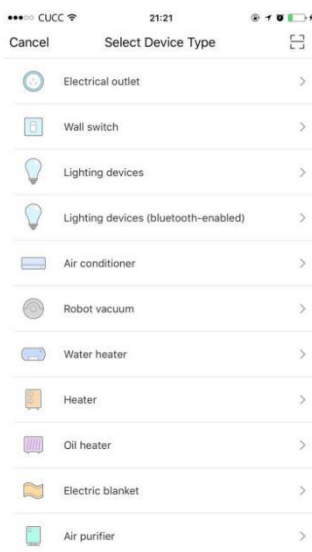 CUCC 21:21
Cancel Select Device Type
Electrical outlet
Wall switch
Lighting devices
Lighting devices (bluetooth-enabled)
Air conditioner
Robot vacuum
Water heater
Heater
Oil heater
Electric blanket
Air purifier